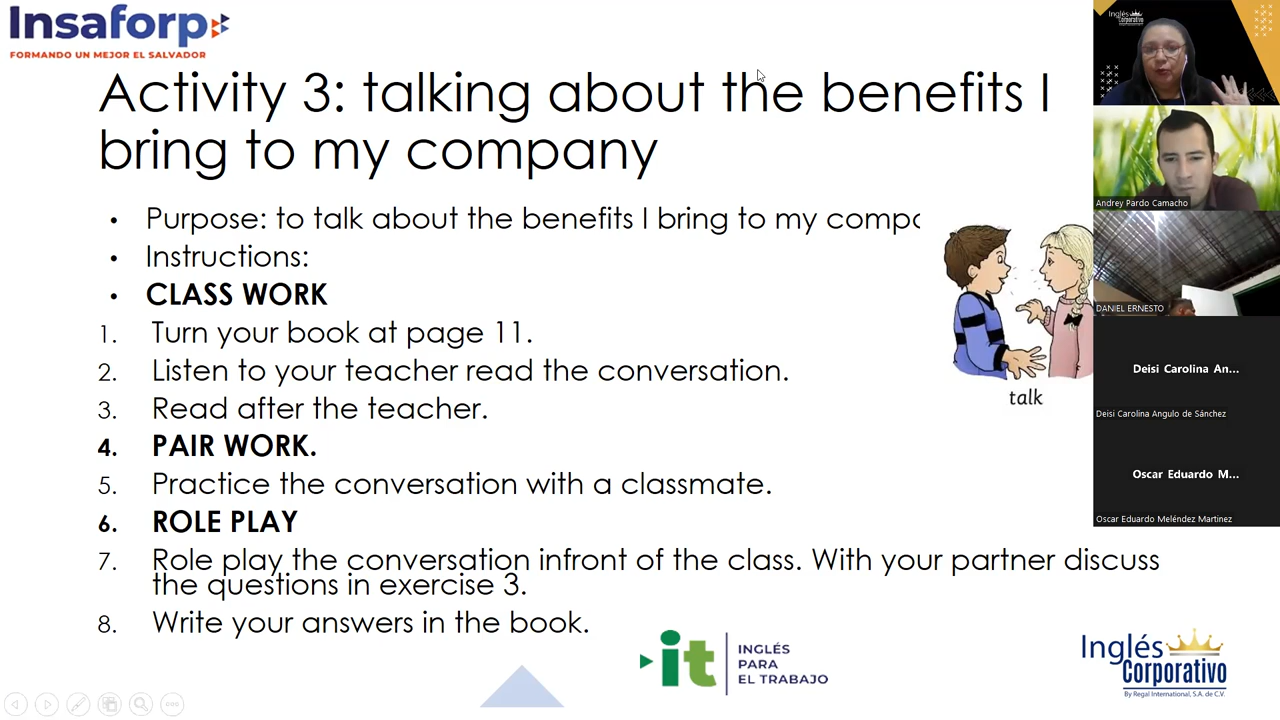 Insaforp
FORMANDO UN MEJOR EL SALVADOR
Activity 3: talking about the benefits I
bring to my company
• Purpose: to talk about the benefits I bring to my compa
• Instructions:
• CLASS WORK
1. Turn your book at page 11.
2. Listen to your teacher read the conversation.
3. Read after the teacher.
4. PAIR WORK.
5. Practice the conversation with a classmate.
6. ROLE PLAY
7. Role play the conversation infront of the class. With your partner discuss
the questions in exercise 3.
8. Write your answers in the book.
talk
it INGLÉS
PARA
EL TRABAJO
Inglés
Corporativo
By Regal International, S.A. de C.V.
Inglés
Corporativo
Andrey Pardo Camacho
DANIEL ERNESTO
Deisi Carolina An...
Deisi Carolina Angulo de Sánchez
Oscar Eduardo M...
Oscar Eduardo Meléndez Martinez